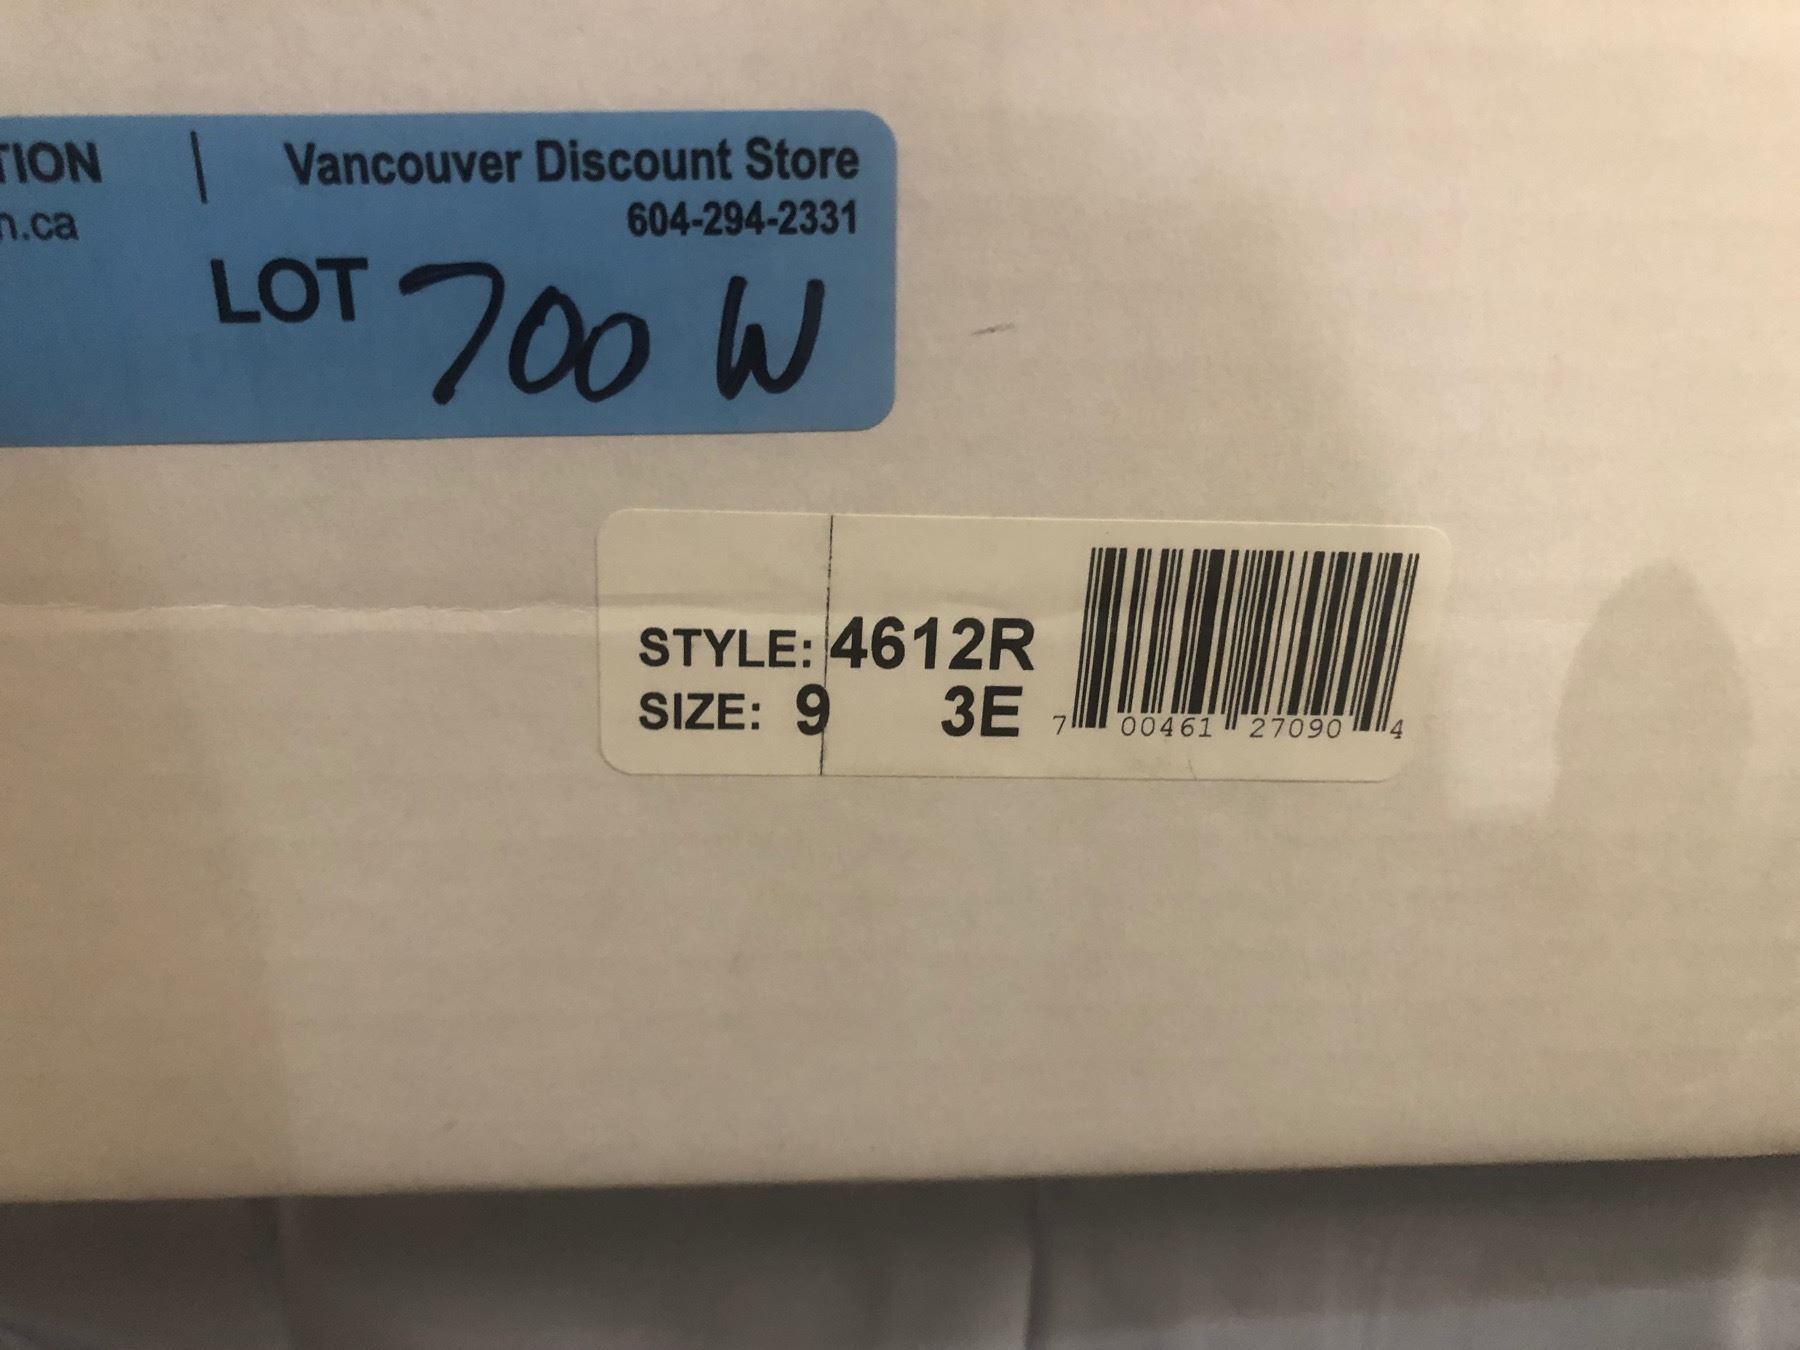 TION | Vancouver Discount Store
n.ca 604-294-2331
LOT 700 W
STYLE: 4612R
SIZE: 9 3E
7 00461 27090 4